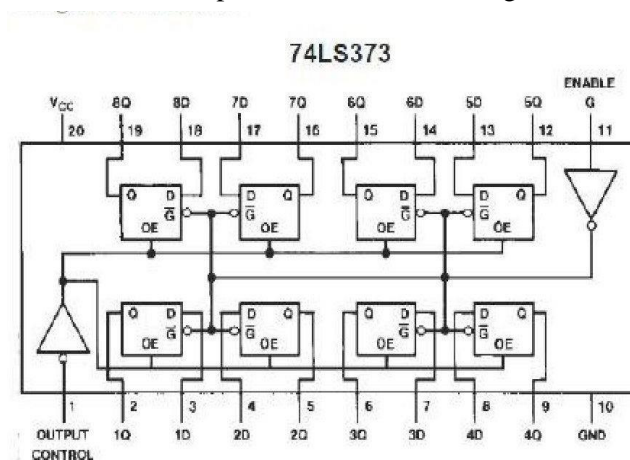 74LS373
ENABLE
VCC 8Q 8D 7D 7Q 6Q 6D 5D 5Q G
20 19 18 17 16 15 14 13 12 11
Q D D Q Q D D Q
G G G G
OE OE OE OE
Q D D Q Q D D Q
G G G G
OE OE OE OE
1 2 3 4 5 6 7 8 9 10
OUTPUT 1Q 1D 2D 2Q 3Q 3D 4D 4Q GND
CONTROL